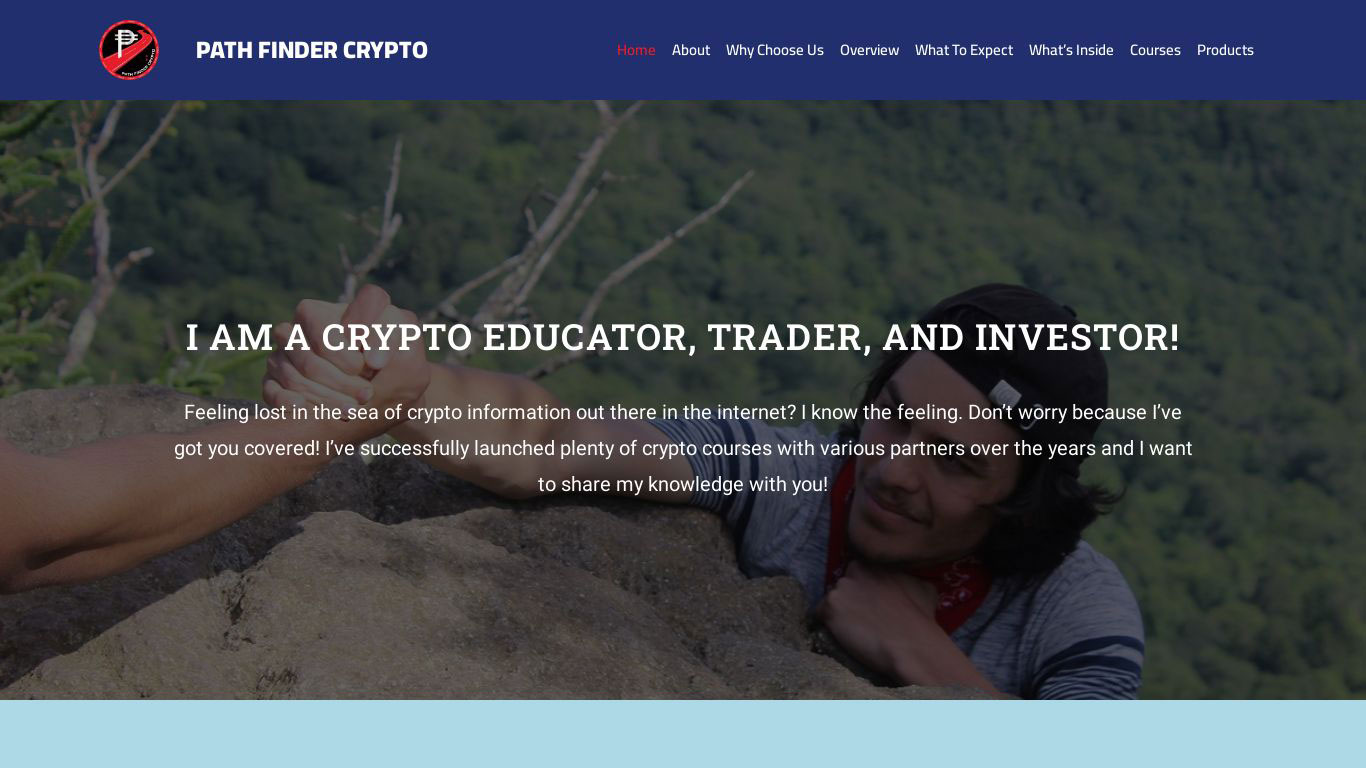 PATH FINDER CRYPTO
PATH FINDER CRYPTO
Home About Why Choose Us Overview What To Expect What's Inside Courses Products
I AM A CRYPTO EDUCATOR, TRADER, AND INVESTOR!
Feeling lost in the sea of crypto information out there in the internet? I know the feeling. Don't worry because I've
got you covered! I've successfully launched plenty of crypto courses with various partners over the years and I want
to share my knowledge with you!